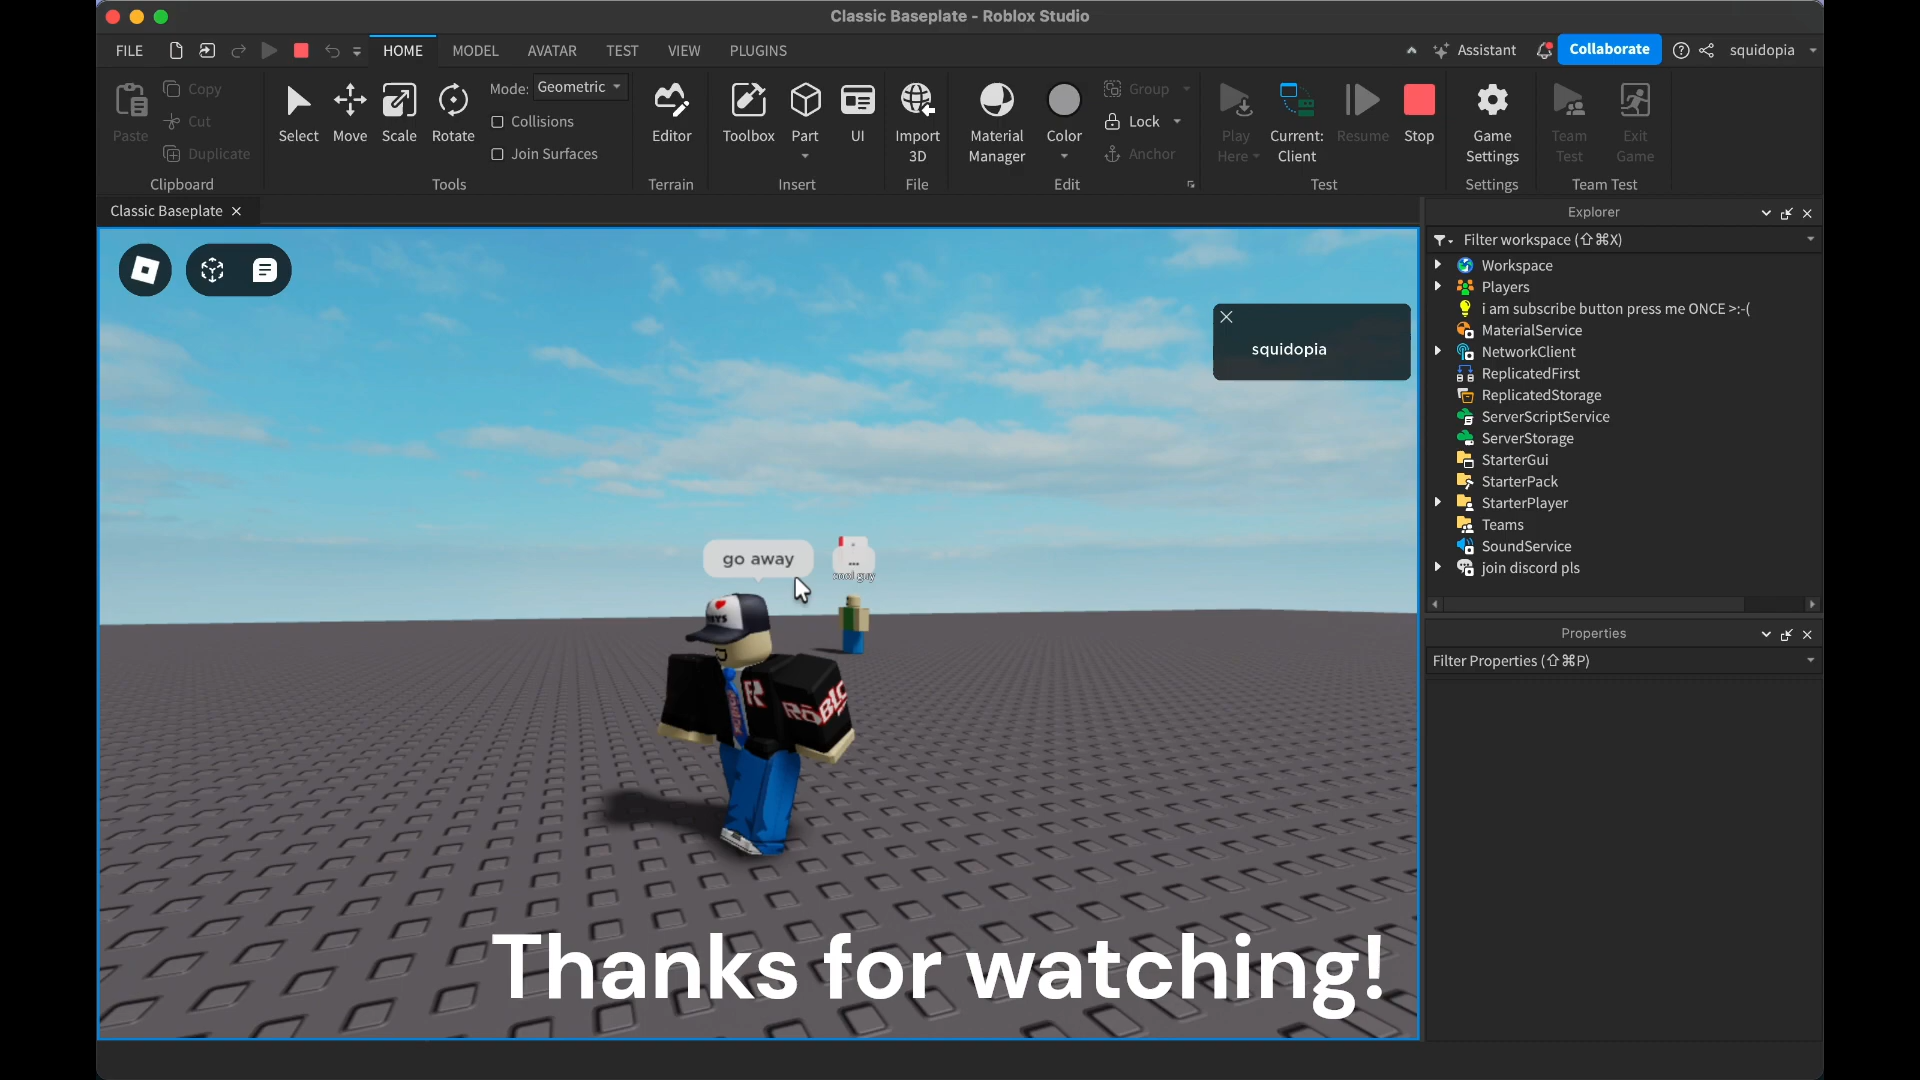 Classic Baseplate - Roblox Studio
FILE
HOME MODEL AVATAR TEST VIEW PLUGINS
Assistant
Collaborate
squidopia
Paste
Copy
Cut
Duplicate
Clipboard
Select Move Scale Rotate
Mode: Geometric
Collisions
Join Surfaces
Tools
Editor
Terrain
Toolbox Part UI
Insert
Import
3D
File
Material
Manager
Color
Group
Lock
Anchor
Edit
Play
Here
Current:
Client
Resume
Stop
Test
Game
Settings
Settings
Team
Test
Exit
Game
Team Test
Classic Baseplate
squidopia
go away
...
cool guy
ROBLO
Thanks for watching!
Explorer
Filter workspace (⇧⌘X)
Workspace
Players
i am subscribe button press me ONCE >:-(
MaterialService
NetworkClient
ReplicatedFirst
ReplicatedStorage
ServerScriptService
ServerStorage
StarterGui
StarterPack
StarterPlayer
Teams
SoundService
join discord pls
Properties
Filter Properties (⇧⌘P)